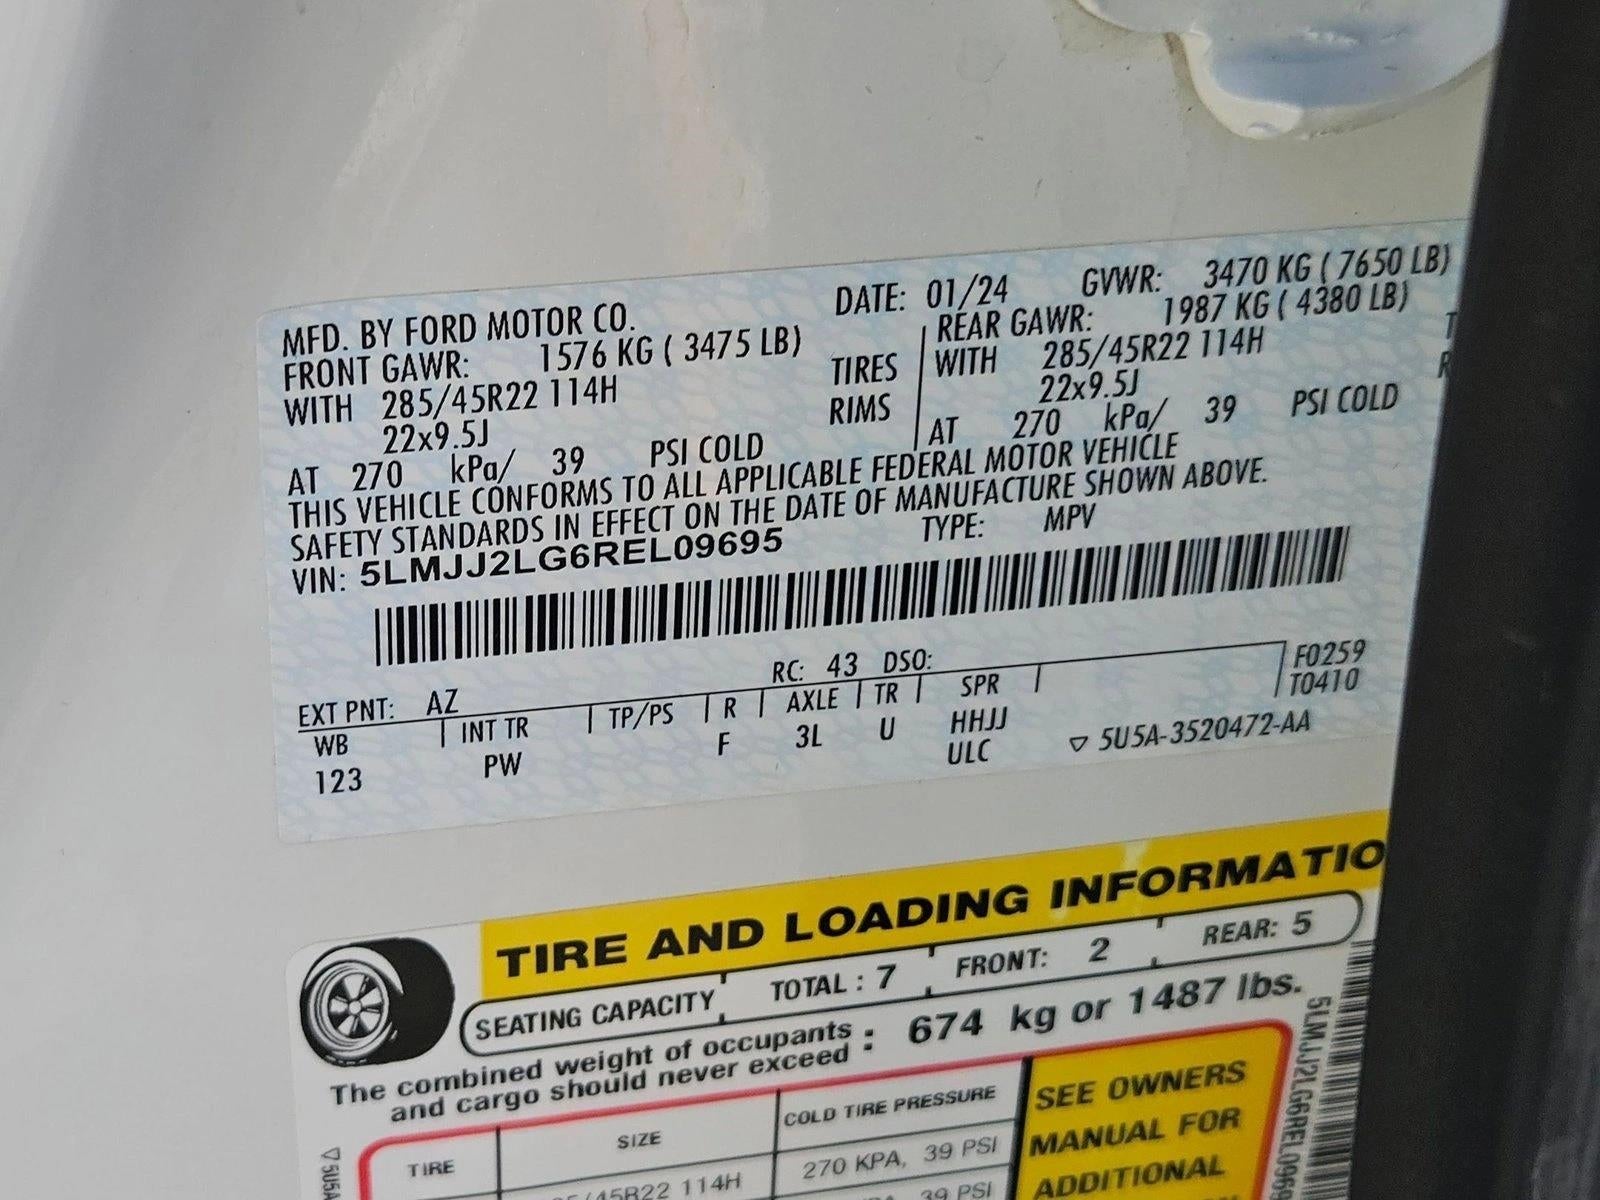 MFD. BY FORD MOTOR CO. DATE: 01/24 GVWR: 3470 KG ( 7650 LB)
FRONT GAWR: 1576 KG ( 3475 LB) REAR GAWR: 1987 KG ( 4380 LB)
WITH 285/45R22 114H TIRES WITH 285/45R22 114H T
22x9.5J RIMS 22x9.5J R
AT 270 kPa/ 39 PSI COLD AT 270 kPa/ 39 PSI COLD
THIS VEHICLE CONFORMS TO ALL APPLICABLE FEDERAL MOTOR VEHICLE
SAFETY STANDARDS IN EFFECT ON THE DATE OF MANUFACTURE SHOWN ABOVE.
VIN: 5LMJJ2LG6REL09695 TYPE: MPV
EXT PNT: AZ RC: 43 DSO: F0259
WB INT TR TP/PS R AXLE TR SPR T0410
123 PW F 3L U HHJJ
ULC ▽ 5U5A-3520472-AA
TIRE AND LOADING INFORMATIO
SEATING CAPACITY TOTAL : 7 FRONT: 2 REAR: 5
The combined weight of occupants
and cargo should never exceed : 674 kg or 1487 lbs.
TIRE SIZE COLD TIRE PRESSURE SEE OWNERS
/45R22 114H 270 KPA, 39 PSI MANUAL FOR
39 PSI ADDITIONAL
5LMJJ2LG6REL0969
▽ 5U5A